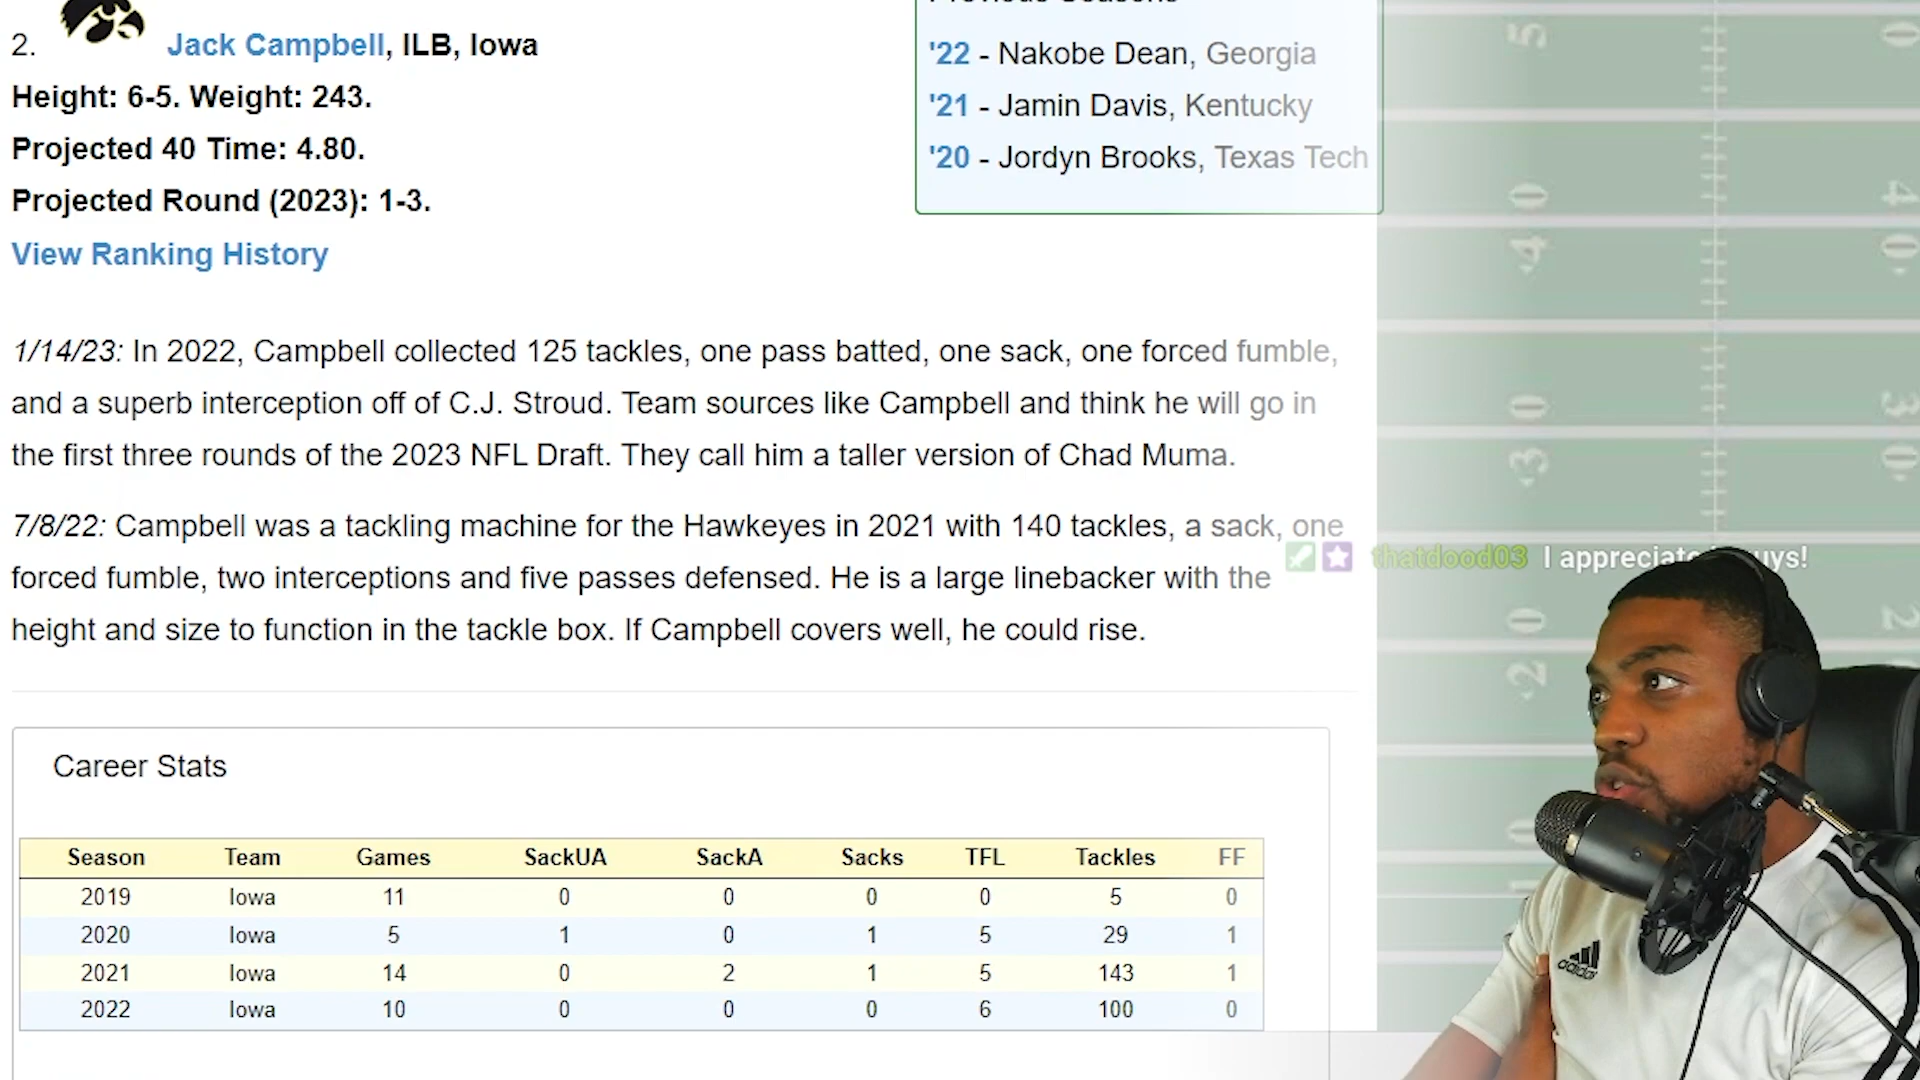 Previous Seasons
2. Jack Campbell, ILB, Iowa
Height: 6-5. Weight: 243.
Projected 40 Time: 4.80.
Projected Round (2023): 1-3.
View Ranking History
'22 - Nakobe Dean, Georgia
'21 - Jamin Davis, Kentucky
'20 - Jordyn Brooks, Texas Tech
1/14/23: In 2022, Campbell collected 125 tackles, one pass batted, one sack, one forced fumble,
and a superb interception off of C.J. Stroud. Team sources like Campbell and think he will go in
the first three rounds of the 2023 NFL Draft. They call him a taller version of Chad Muma.
7/8/22: Campbell was a tackling machine for the Hawkeyes in 2021 with 140 tackles, a sack, one
forced fumble, two interceptions and five passes defensed. He is a large linebacker with the
height and size to function in the tackle box. If Campbell covers well, he could rise.
thatdood03 I appreciate
Career Stats
Season Team Games SackUA SackA Sacks TFL Tackles FF
2019 Iowa 11 0 0 0 0 5 0
2020 Iowa 5 1 0 1 5 29 1
2021 Iowa 14 0 2 1 5 143 1
2022 Iowa 10 0 0 0 6 100 0
adidas